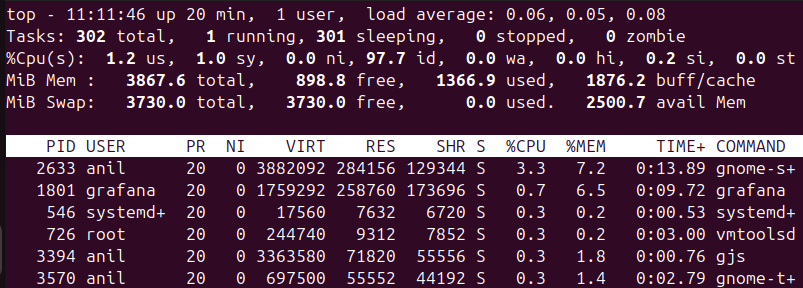 top - 11:11:46 up 20 min,  1 user,  load average: 0.06, 0.05, 0.08
Tasks: 302 total,   1 running, 301 sleeping,   0 stopped,   0 zombie
%Cpu(s):  1.2 us,  1.0 sy,  0.0 ni, 97.7 id,  0.0 wa,  0.0 hi,  0.2 si,  0.0 st
MiB Mem :   3867.6 total,    898.8 free,   1366.9 used,   1876.2 buff/cache
MiB Swap:   3730.0 total,   3730.0 free,      0.0 used.   2500.7 avail Mem
PID USER      PR  NI    VIRT    RES    SHR S  %CPU  %MEM     TIME+ COMMAND
2633 anil      20   0 3882092 284156 129344 S   3.3   7.2   0:13.89 gnome-s+
1801 grafana   20   0 1759292 258760 173696 S   0.7   6.5   0:09.72 grafana
546 systemd+  20   0   17560   7632   6720 S   0.3   0.2   0:00.53 systemd+
726 root      20   0  244740   9312   7852 S   0.3   0.2   0:03.00 vmtoolsd
3394 anil      20   0 3363580  71820  55556 S   0.3   1.8   0:00.76 gjs
3570 anil      20   0  697500  55552  44192 S   0.3   1.4   0:02.79 gnome-t+